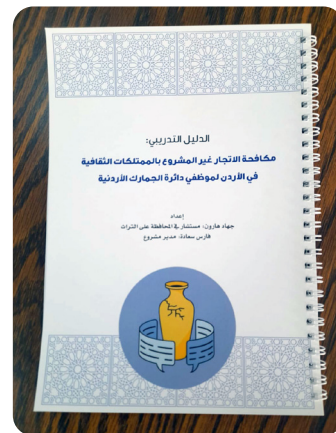 الدليل التدريبي:
مكافحة الاتجار غير المشروع بالممتلكات الثقافية
في الأردن لموظفي دائرة الجمارك الأردنية
إعداد
جهاد هارون، مستشار في المحافظة على التراث
فارس سعادة: مدير مشروع